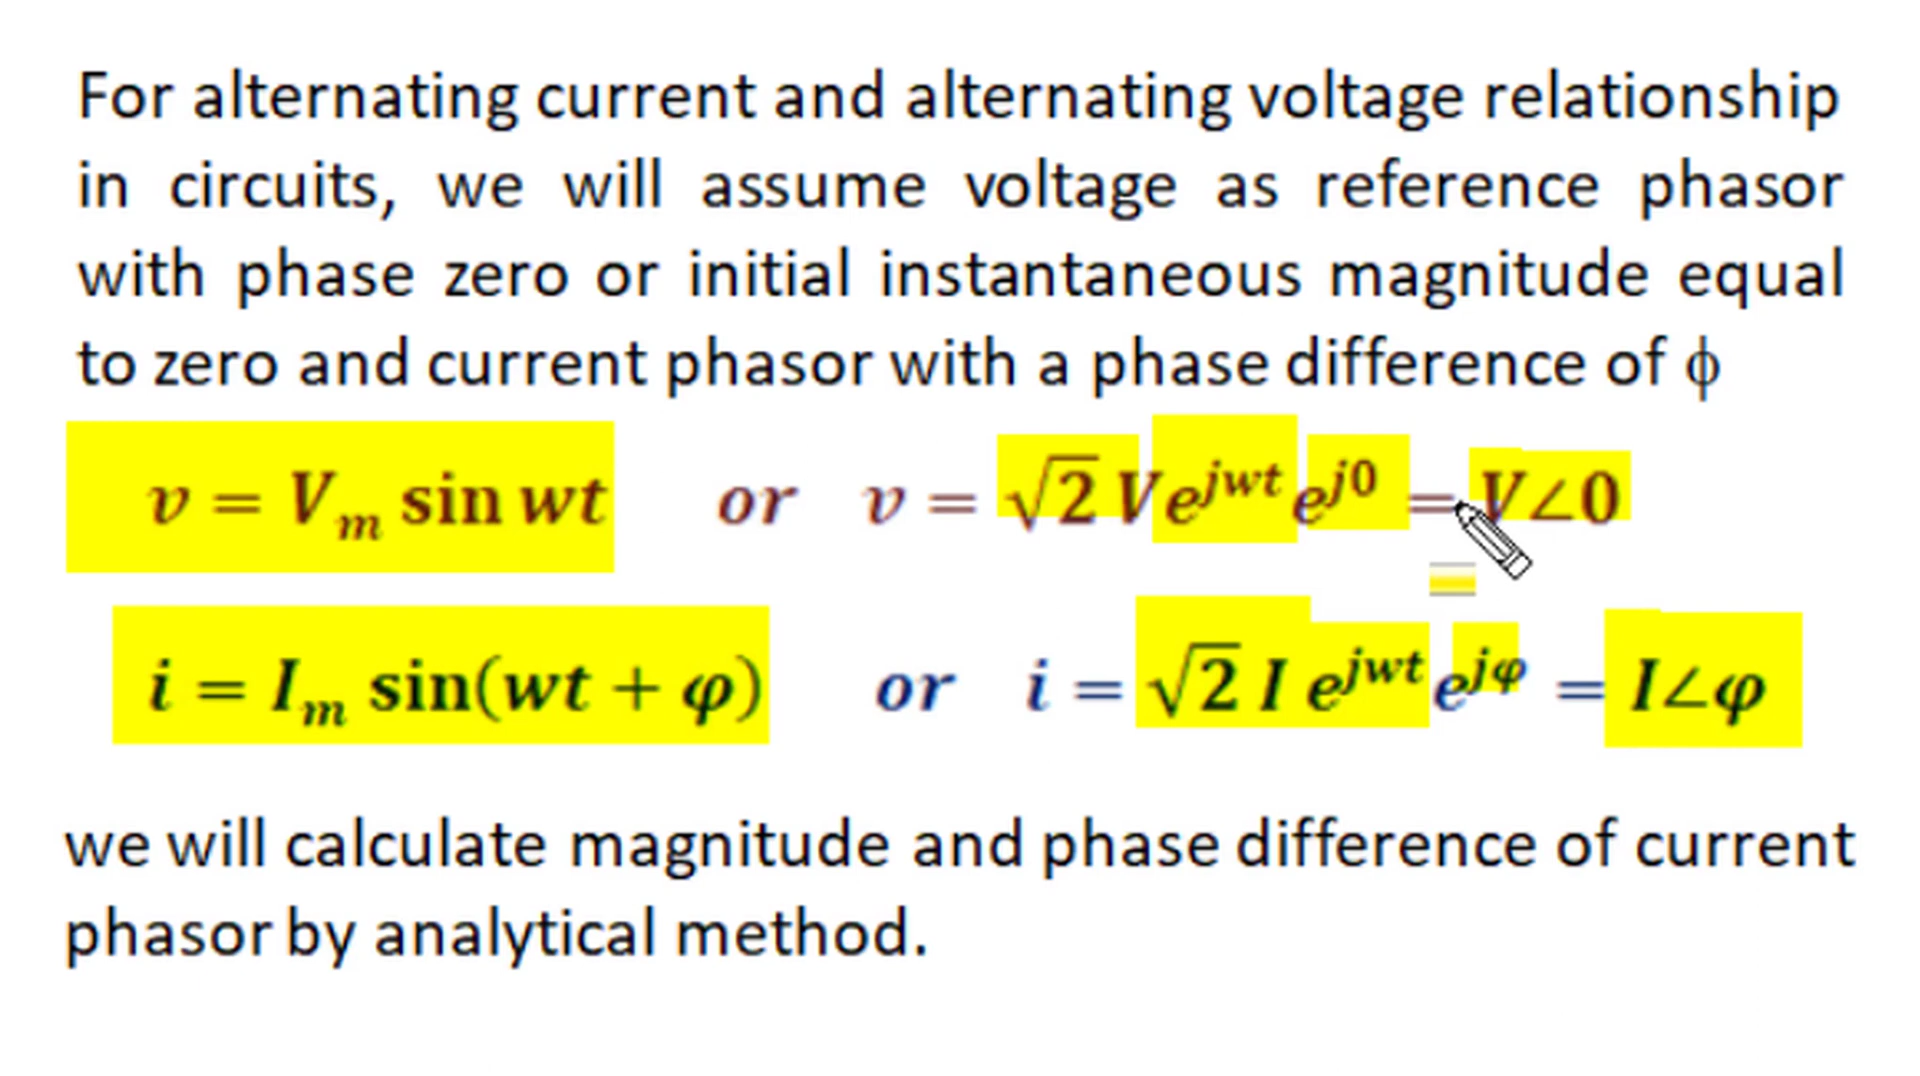 For alternating current and alternating voltage relationship
in circuits, we will assume voltage as reference phasor
with phase zero or initial instantaneous magnitude equal
to zero and current phasor with a phase difference of ϕ
v = Vₘ sin wt or v = √2 Ve^{jwt} e^{j0} = V∠0
i = Iₘ sin(wt + φ) or i = √2 I e^{jwt} e^{jφ} = I∠φ
we will calculate magnitude and phase difference of current
phasor by analytical method.